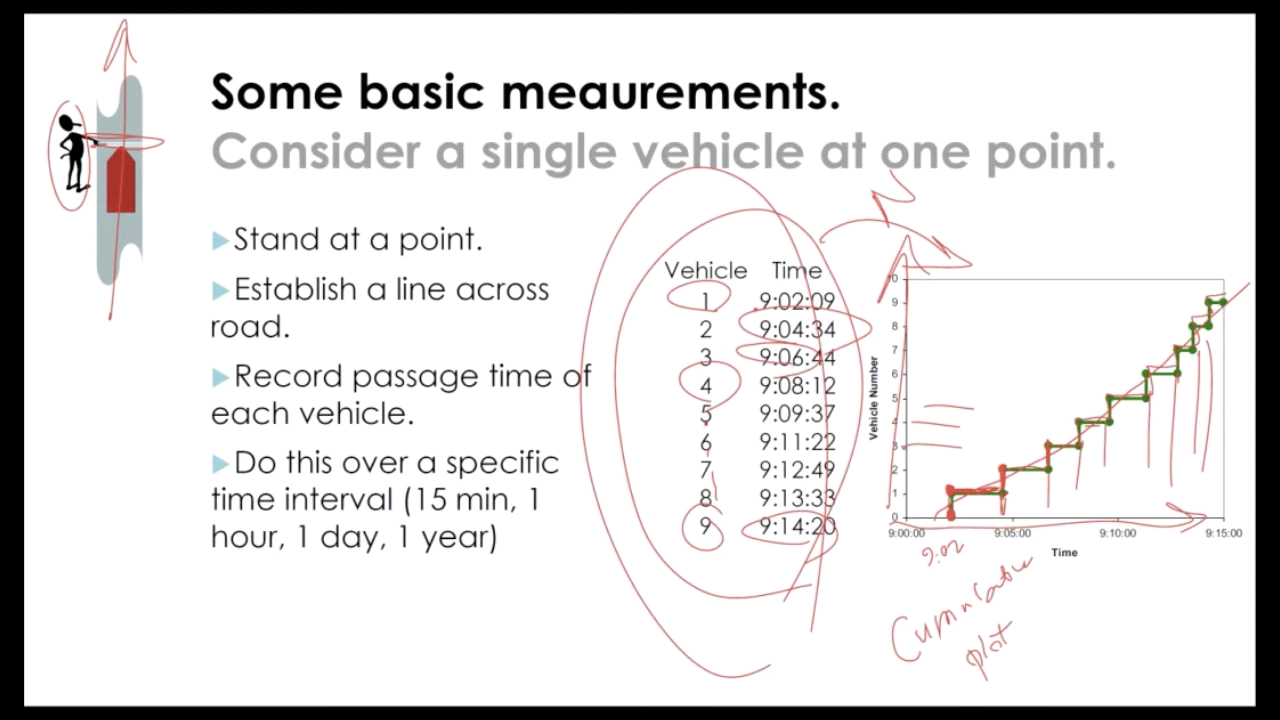 Some basic meaurements.
Consider a single vehicle at one point.
▶Stand at a point.
▶Establish a line across
road.
▶Record passage time of
each vehicle.
▶Do this over a specific
time interval (15 min, 1
hour, 1 day, 1 year)
Vehicle Time
1 9:02:09
2 9:04:34
3 9:06:44
4 9:08:12
5 9:09:37
6 9:11:22
7 9:12:49
8 9:13:33
9 9:14:20
N
Vehicle Number
10
9
8
7
6
5
4
3
2
1
0
9:00:00 9:05:00 9:10:00 9:15:00
Time
9:02
plot